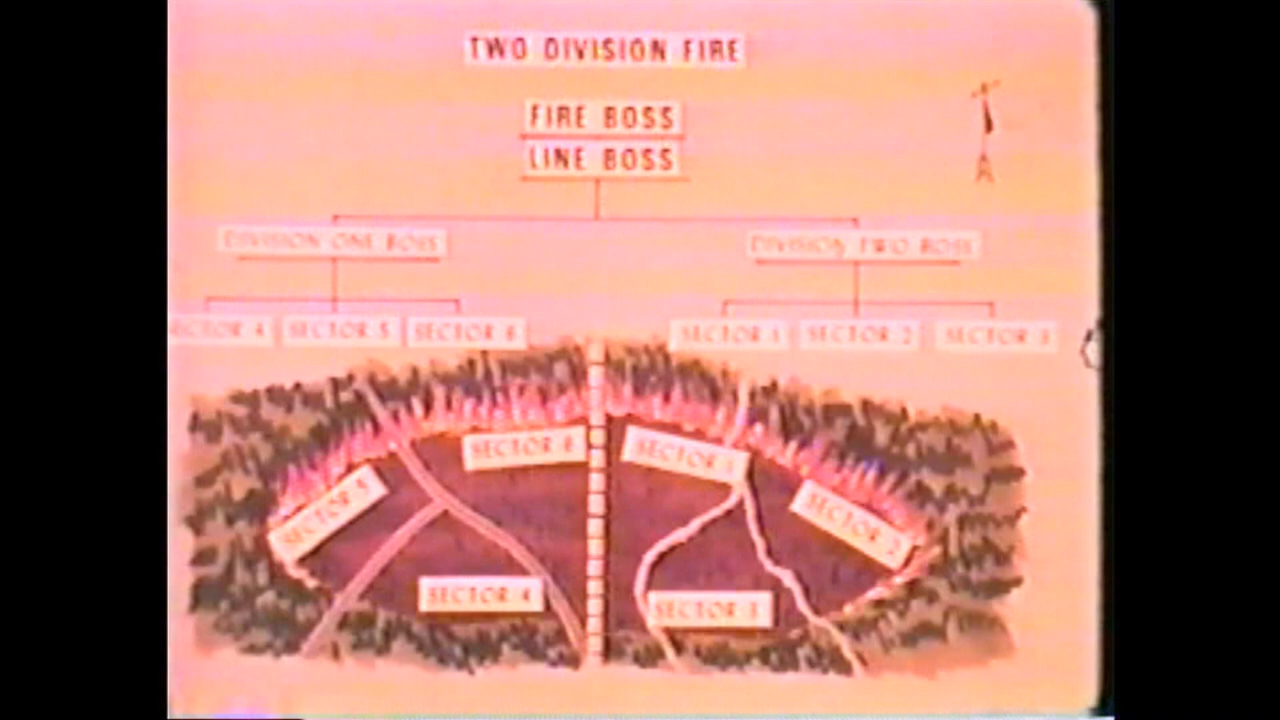 TWO DIVISION FIRE
FIRE BOSS
LINE BOSS
DIVISION ONE BOSS
DIVISION TWO BOSS
SECTOR 4 SECTOR 5 SECTOR 6
SECTOR 1 SECTOR 2 SECTOR 3
SECTOR 6
SECTOR 1
SECTOR 5
SECTOR 2
SECTOR 4
SECTOR 3